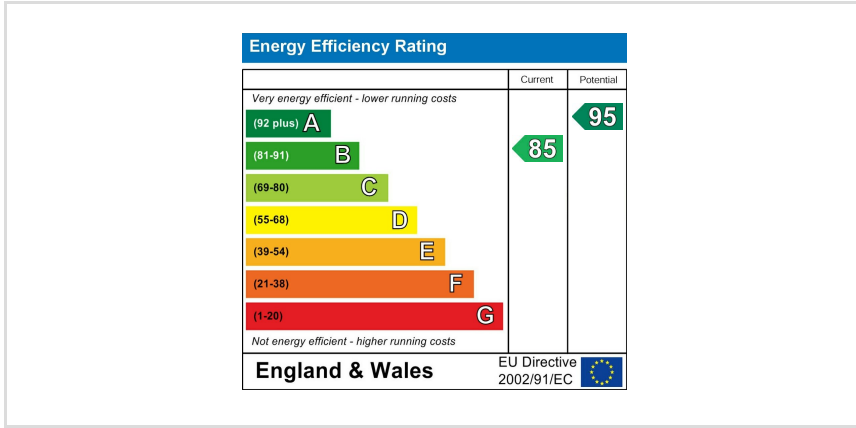 Energy Efficiency Rating
Current Potential
Very energy efficient - lower running costs
(92 plus) A
95
(81-91) B
85
(69-80) C
(55-68) D
(39-54) E
(21-38) F
(1-20) G
Not energy efficient - higher running costs
England & Wales
EU Directive
2002/91/EC